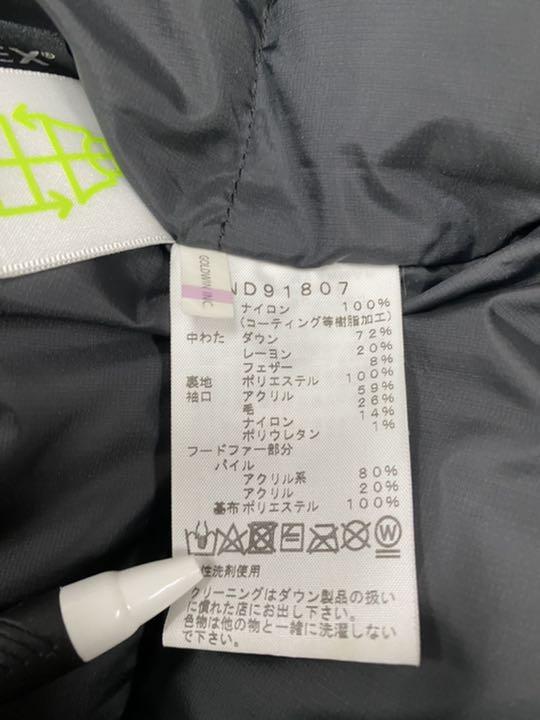 EX®
GOLDWIN INC.
ND91807
ナイロン 100%
(コーティング等樹脂加工)
中わた ダウン 72%
レーヨン 20%
フェザー 8%
裏地 ポリエステル 100%
袖口 アクリル 59%
毛 26%
ナイロン 14%
ポリウレタン 1%
フードファー部分
パイル
アクリル系 80%
アクリル 20%
基布 ポリエステル 100%
W
性洗剤使用
クリーニングはダウン製品の扱い
に慣れた店にお出し下さい。
色物は他の物と一緒に洗濯しない
で下さい。